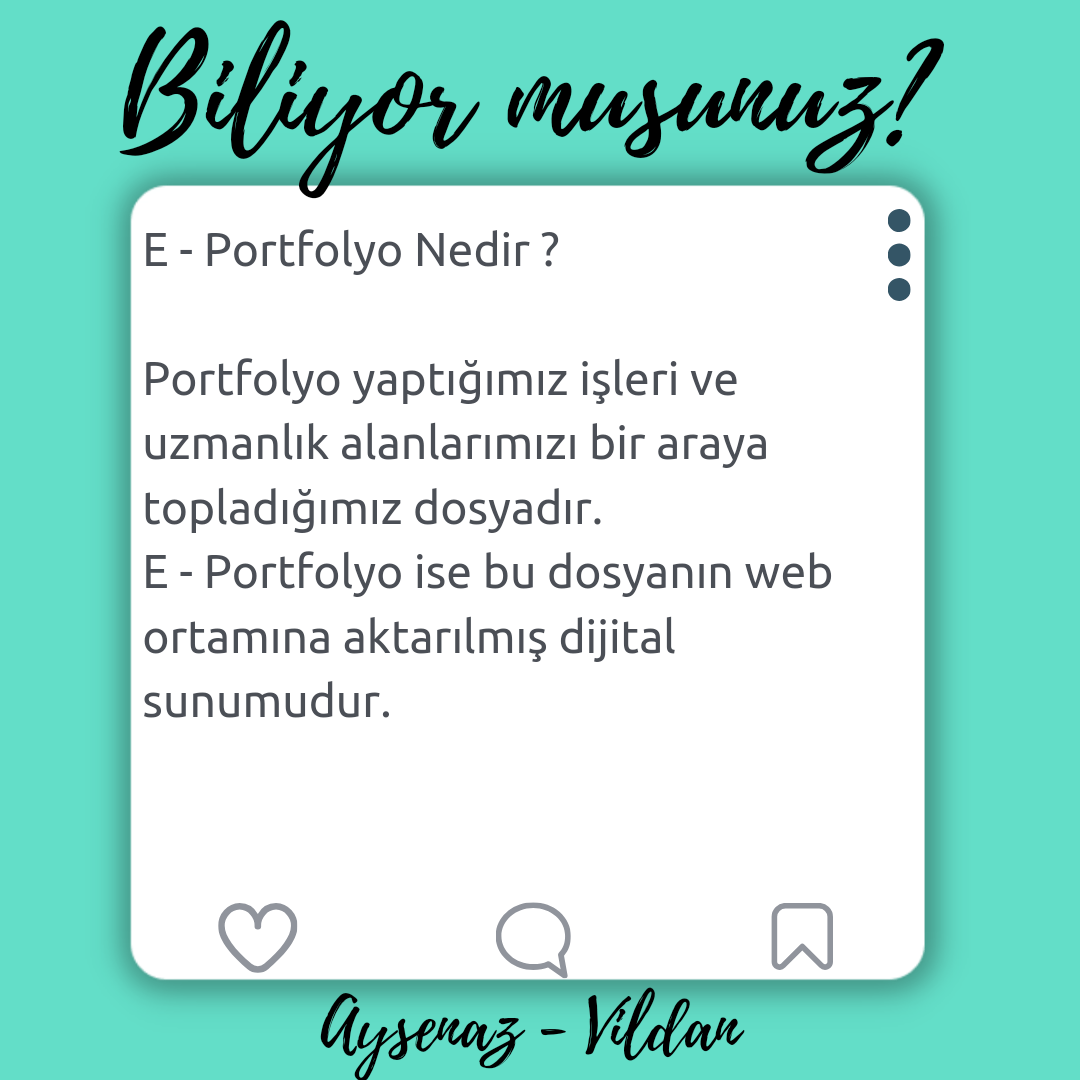 Biliyor musunuz?
E - Portfolyo Nedir ?
Portfolyo yaptığımız işleri ve
uzmanlık alanlarımızı bir araya
topladığımız dosyadır.
E - Portfolyo ise bu dosyanın web
ortamına aktarılmış dijital
sunumudur.
Aysenaz - Vildan